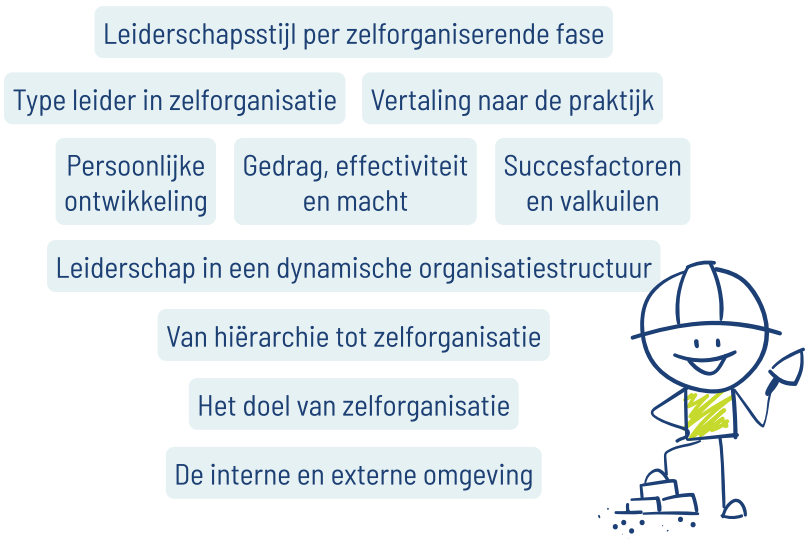 Leiderschapsstijl per zelforganiserende fase
Type leider in zelforganisatie
Vertaling naar de praktijk
Persoonlijke
ontwikkeling
Gedrag, effectiviteit
en macht
Succesfactoren
en valkuilen
Leiderschap in een dynamische organisatiestructuur
Van hiërarchie tot zelforganisatie
Het doel van zelforganisatie
De interne en externe omgeving